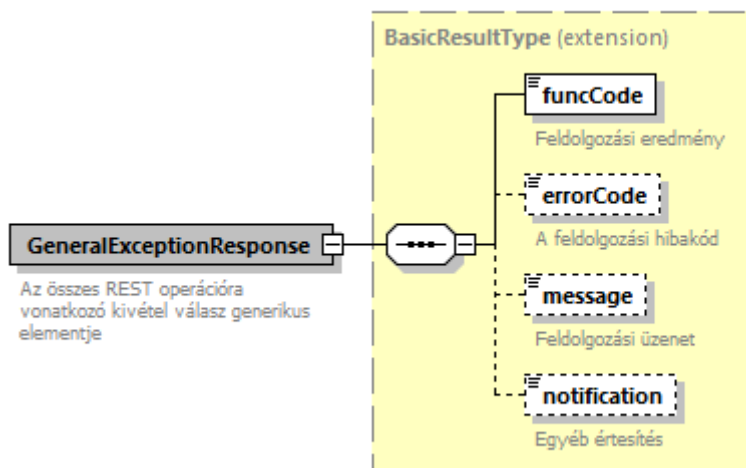 BasicResultType (extension)
funcCode
Feldolgozási eredmény
errorCode
A feldolgozási hibakód
GeneralExceptionResponse
Az összes REST operációra
vonatkozó kivétel válasz generikus
elementje
message
Feldolgozási üzenet
notification
Egyéb értesítés